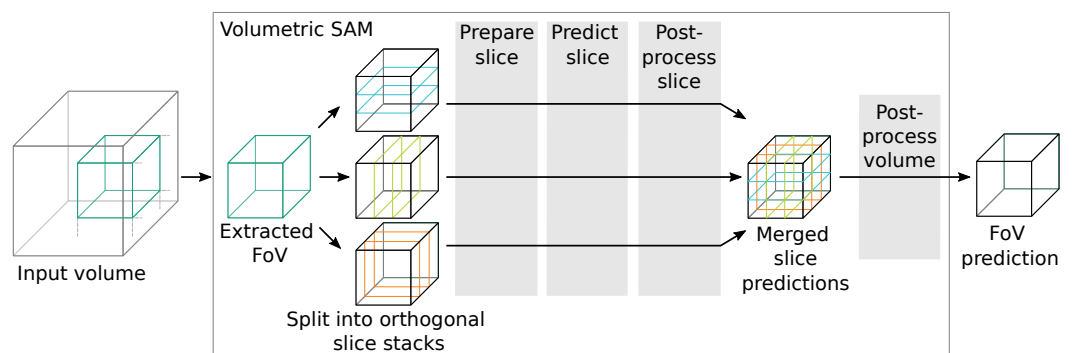 Volumetric SAM
Prepare
slice
Predict
slice
Post-
process
slice
Post-
process
volume
Input volume
Extracted
FoV
Split into orthogonal
slice stacks
Merged
slice
predictions
FoV
prediction